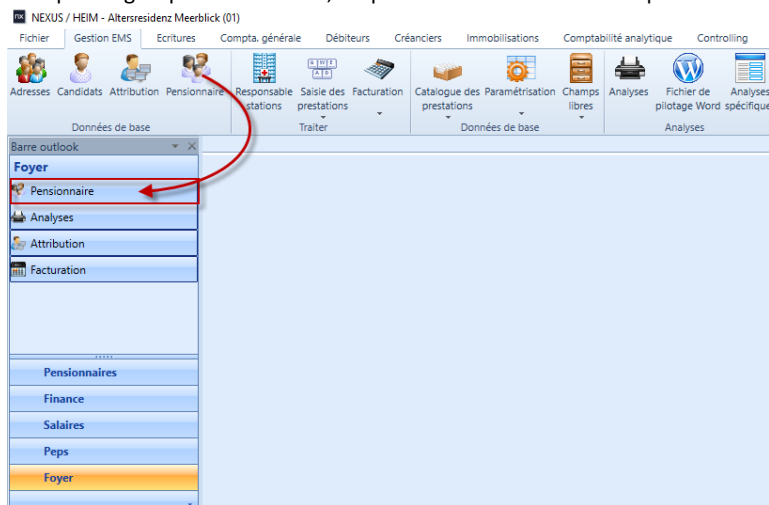 NEXUS / HEIM - Altersresidenz Meerblick (01)
Fichier Gestion EMS Ecritures Compta. générale Débiteurs Créanciers Immobilisations Comptabilité analytique Controlling
Adresses Candidats Attribution Pensionnaire Responsable stations Saisie des prestations Facturation Catalogue des prestations Paramétrisation Champs libres Analyses Fichier de pilotage Word Analyses spécifique
Données de base Traiter Données de base Analyses
Barre outlook
Foyer
Pensionnaire
Analyses
Attribution
Facturation
Pensionnaires
Finance
Salaires
Peps
Foyer